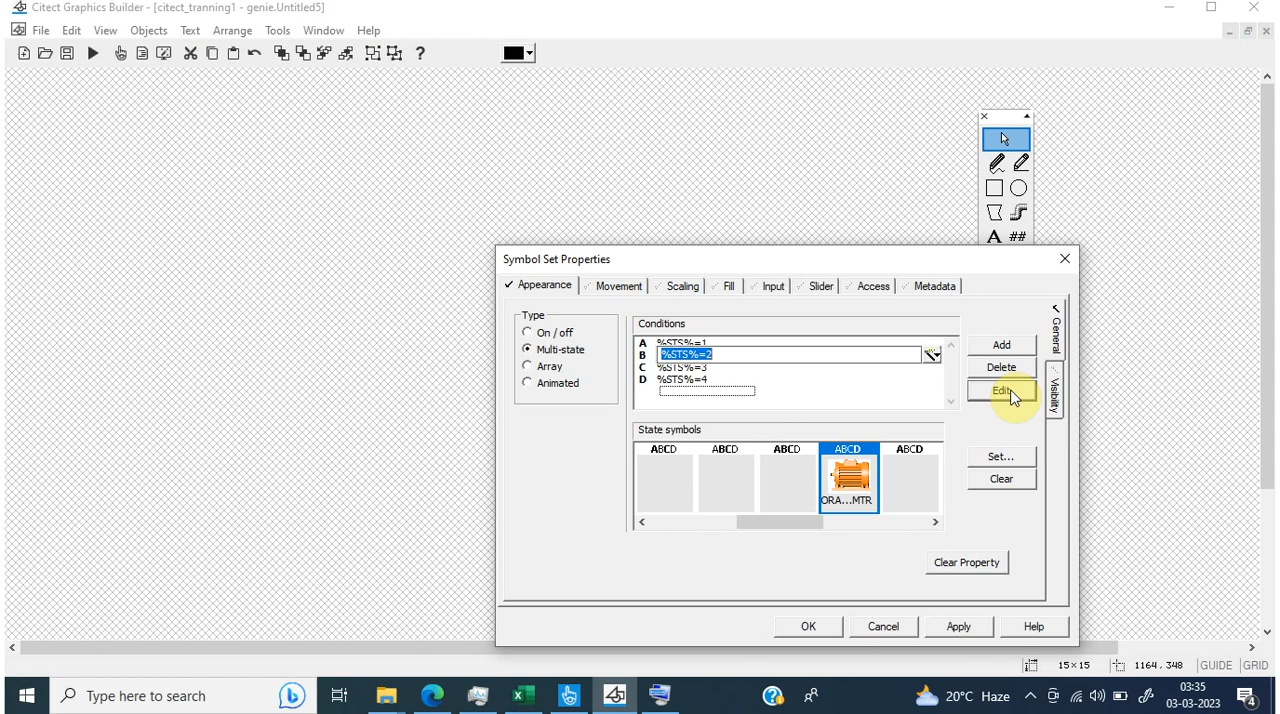 Citect Graphics Builder - [citect_tranning1 - genie.Untitled5]
File Edit View Objects Text Arrange Tools Window Help
A ##
Symbol Set Properties
Appearance Movement Scaling Fill Input Slider Access Metadata
Type
On / off
Multi-state
Array
Animated
Conditions
A %STS%=1
B %STS%=2
C %STS%=3
D %STS%=4
Add
Delete
Edit
General
Visibility
State symbols
ABCD ABCD ABCD ABCD ABCD
ORA...MTR
Set...
Clear
Clear Property
OK Cancel Apply Help
15×15 1164, 348 GUIDE GRID
Type here to search
20°C Haze
03:35
03-03-2023
4